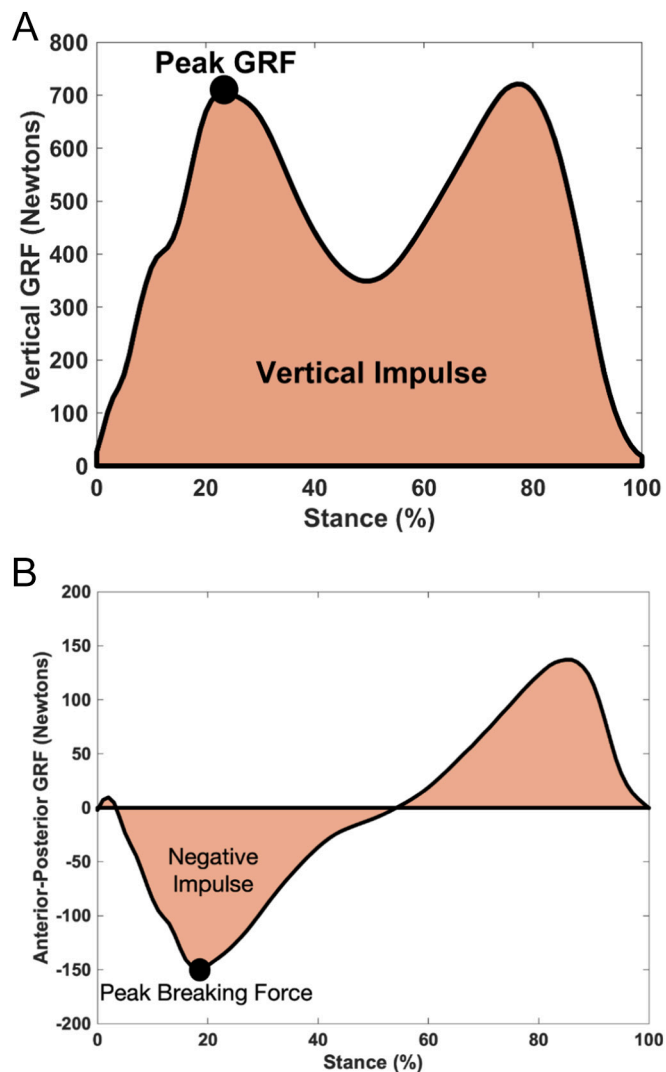 A
Peak GRF
Vertical GRF (Newtons)
800
700
600
500
400
300
200
100
0
Vertical Impulse
0 20 40 60 80 100
Stance (%)
B
Anterior-Posterior GRF (Newtons)
200
150
100
50
0
-50
-100
-150
-200
Negative
Impulse
Peak Breaking Force
0 20 40 60 80 100
Stance (%)